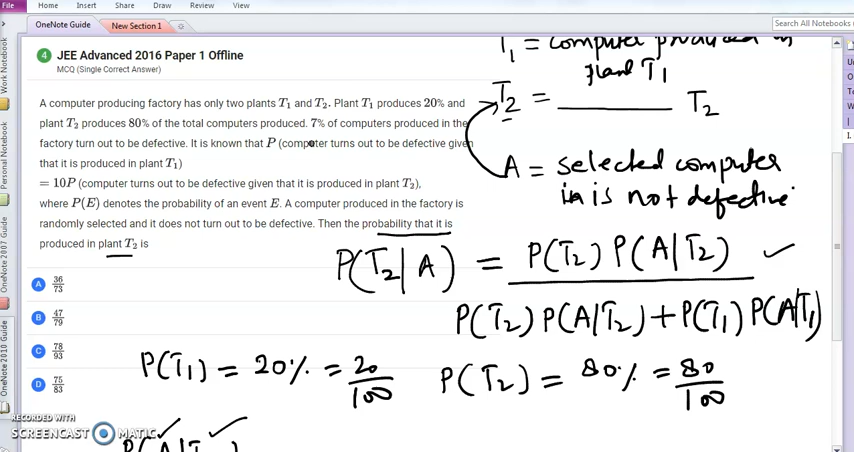 File Home Insert Share Draw Review View
OneNote Guide New Section 1 Search All Notebooks
4 JEE Advanced 2016 Paper 1 Offline
MCQ (Single Correct Answer)
A computer producing factory has only two plants T₁ and T₂. Plant T₁ produces 20% and
plant T₂ produces 80% of the total computers produced. 7% of computers produced in the
factory turn out to be defective. It is known that P (computer turns out to be defective given
that it is produced in plant T₁)
= 10P (computer turns out to be defective given that it is produced in plant T₂),
where P(E) denotes the probability of an event E. A computer produced in the factory is
randomly selected and it does not turn out to be defective. Then the probability that it is
produced in plant T₂ is
A 36/73
B 47/79
C 78/93
D 75/83
T₁ = computer produced in
plant T₁
T₂ = ________ T₂
A = selected computer
is not defective
P(T₂|A) = P(T₂) P(A|T₂) ✓
P(T₂) P(A|T₂) + P(T₁) P(A|T₁)
P(T₁) = 20% = 20/100
P(T₂) = 80% = 80/100
P(A|T₂)
Work Notebook
Personal Notebook
OneNote 2007 Guide
OneNote 2010 Guide
RECORDED WITH
SCREENCAST MATIC